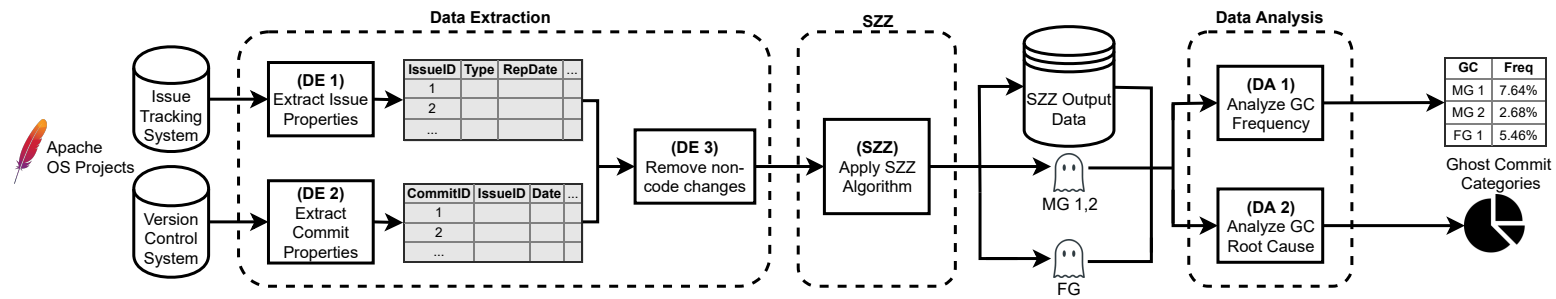 Data Extraction
SZZ
Data Analysis
Apache
OS Projects
Issue
Tracking
System
Version
Control
System
(DE 1)
Extract Issue
Properties
(DE 2)
Extract
Commit
Properties
IssueID Type RepDate ...
1
2
...
CommitID IssueID Date ...
1
2
...
(DE 3)
Remove non-
code changes
(SZZ)
Apply SZZ
Algorithm
SZZ Output
Data
MG 1,2
FG
(DA 1)
Analyze GC
Frequency
(DA 2)
Analyze GC
Root Cause
GC Freq
MG 1 7.64%
MG 2 2.68%
FG 1 5.46%
Ghost Commit
Categories